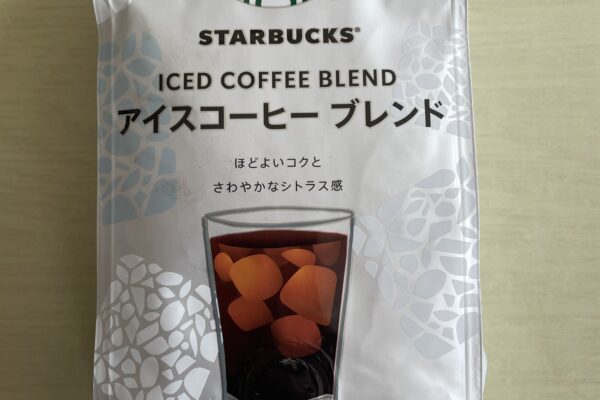 STARBUCKS®
ICED COFFEE BLEND
アイスコーヒー ブレンド
ほどよいコクと
さわやかなシトラス感